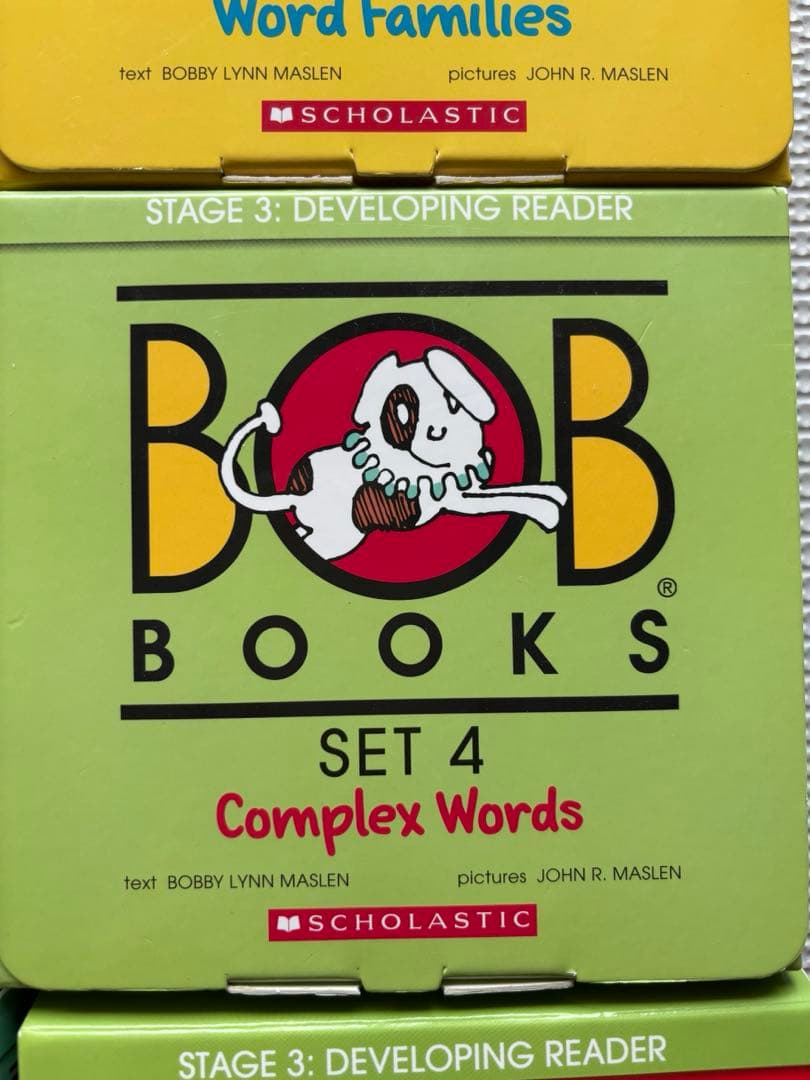 Word Families
text BOBBY LYNN MASLEN pictures JOHN R. MASLEN
SCHOLASTIC
STAGE 3: DEVELOPING READER
BOB
BOOKS
®
SET 4
Complex Words
text BOBBY LYNN MASLEN pictures JOHN R. MASLEN
SCHOLASTIC
STAGE 3: DEVELOPING READER